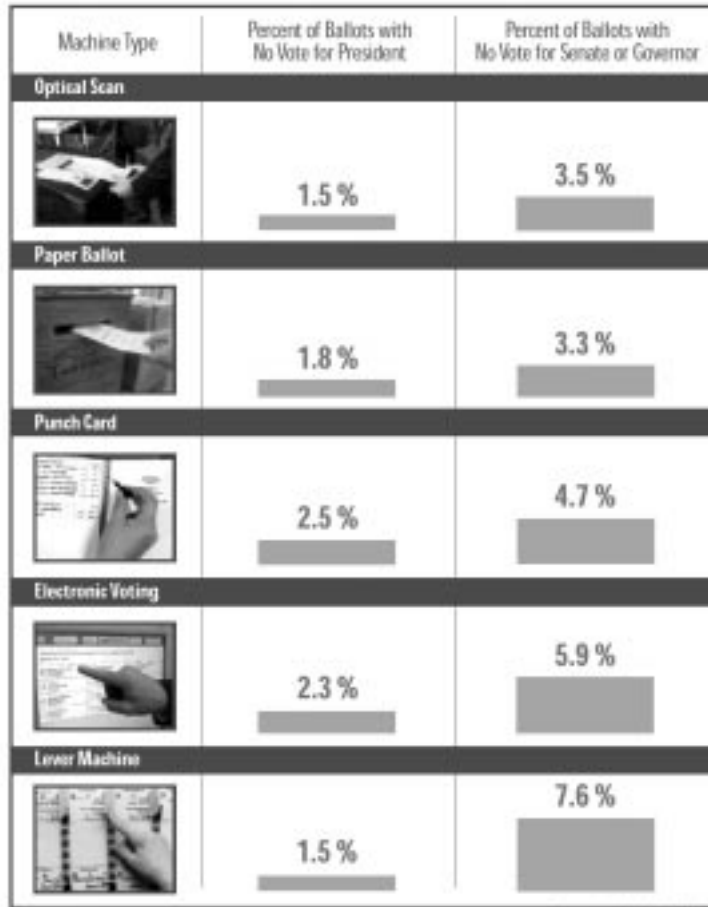 Machine Type
Percent of Ballots with
No Vote for President
Percent of Ballots with
No Vote for Senate or Governor
Optical Scan
1.5 %
3.5 %
Paper Ballot
1.8 %
3.3 %
Punch Card
2.5 %
4.7 %
Electronic Voting
2.3 %
5.9 %
Lever Machine
1.5 %
7.6 %